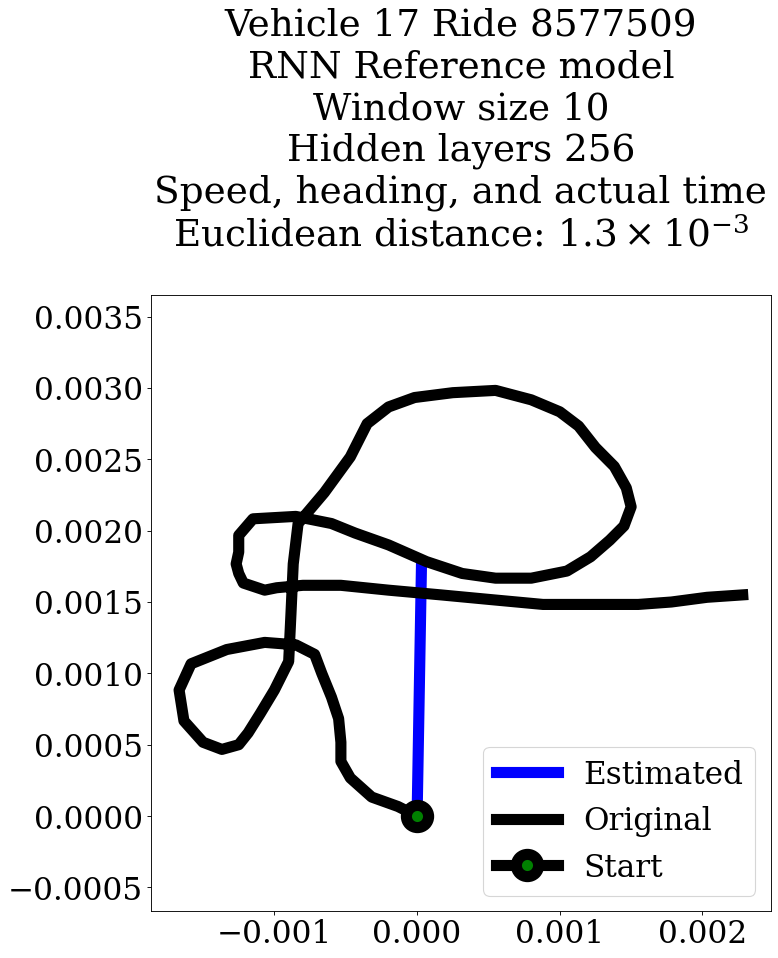 Vehicle 17 Ride 8577509
RNN Reference model
Window size 10
Hidden layers 256
Speed, heading, and actual time
Euclidean distance: 1.3 × 10⁻³
0.0035
0.0030
0.0025
0.0020
0.0015
0.0010
0.0005
0.0000
−0.0005
Estimated
Original
Start
−0.001 0.000 0.001 0.002